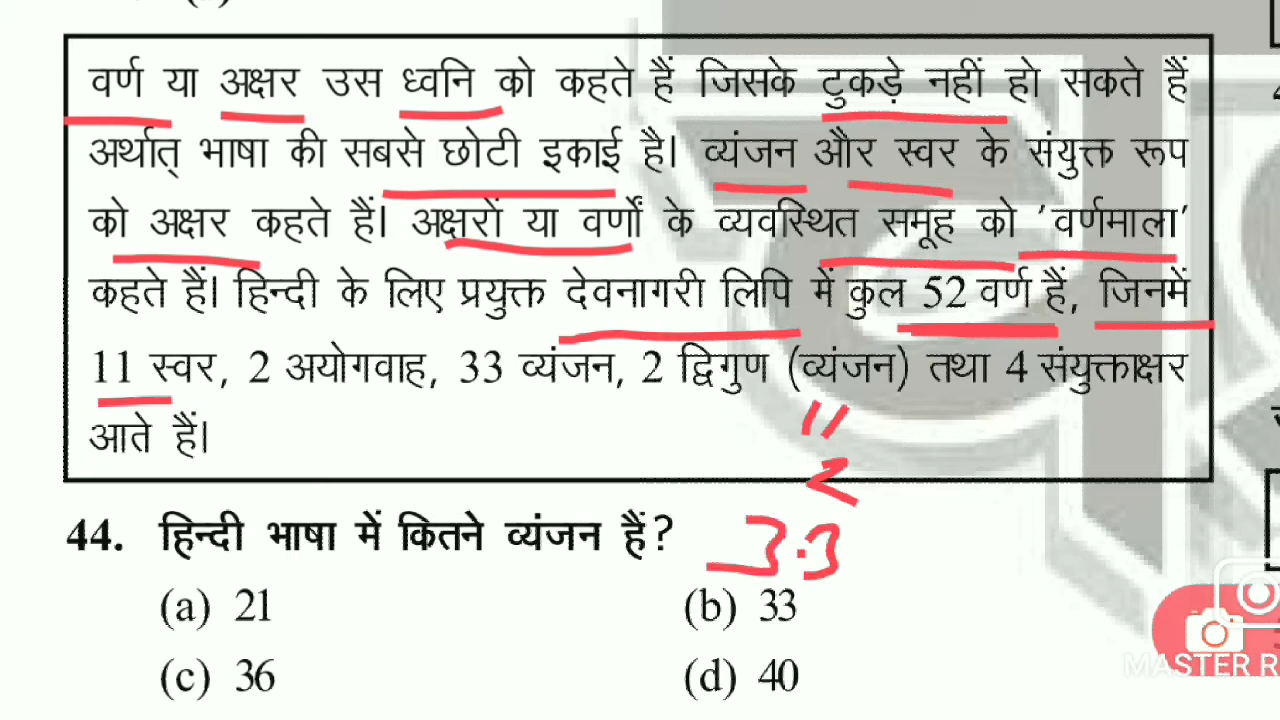 वर्ण या अक्षर उस ध्वनि को कहते हैं जिसके टुकड़े नहीं हो सकते हैं
अर्थात् भाषा की सबसे छोटी इकाई है। व्यंजन और स्वर के संयुक्त रूप
को अक्षर कहते हैं। अक्षरों या वर्णों के व्यवस्थित समूह को 'वर्णमाला'
कहते हैं। हिन्दी के लिए प्रयुक्त देवनागरी लिपि में कुल 52 वर्ण हैं, जिनमें
11 स्वर, 2 अयोगवाह, 33 व्यंजन, 2 द्विगुण (व्यंजन) तथा 4 संयुक्ताक्षर
आते हैं।
44. हिन्दी भाषा में कितने व्यंजन हैं? 33
(a) 21 (b) 33
(c) 36 (d) 40
MASTER R